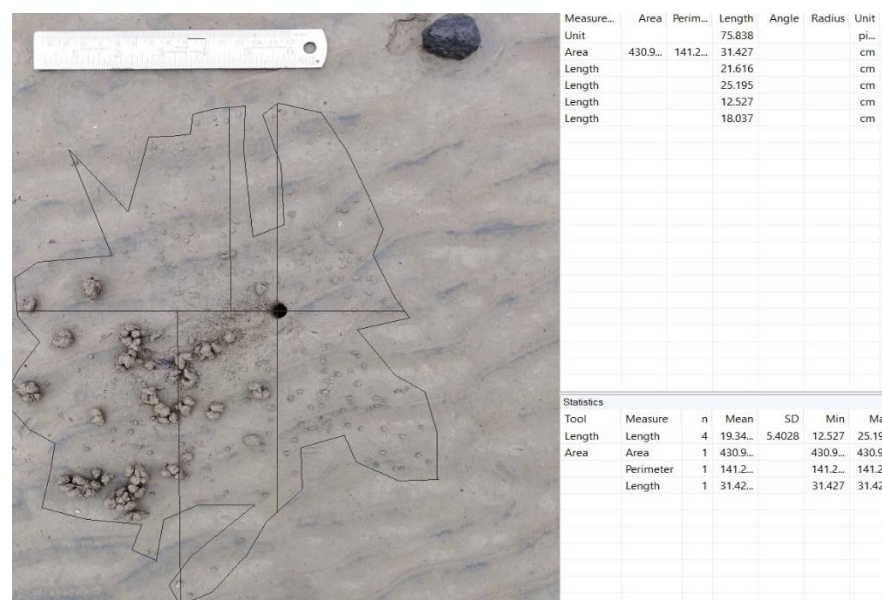 Measure... Area Perim... Length Angle Radius Unit
Unit 75.838 pi...
Area 430.9... 141.2... 31.427 cm
Length 21.616 cm
Length 25.195 cm
Length 12.527 cm
Length 18.037 cm
Statistics
Tool Measure n Mean SD Min Ma
Length Length 4 19.34... 5.4028 12.527 25.19
Area Area 1 430.9... 430.9... 430.9
Perimeter 1 141.2... 141.2... 141.2
Length 1 31.42... 31.427 31.42